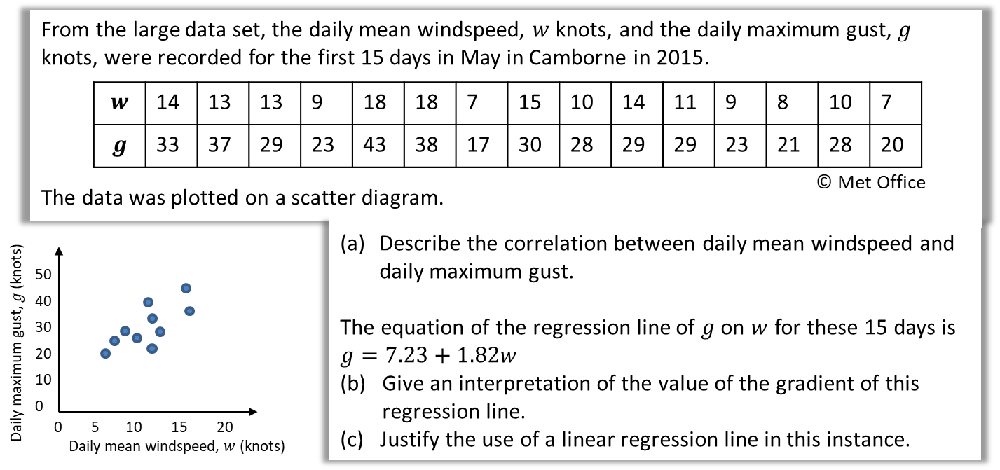 From the large data set, the daily mean windspeed, w knots, and the daily maximum gust, g
knots, were recorded for the first 15 days in May in Camborne in 2015.
w 14 13 13 9 18 18 7 15 10 14 11 9 8 10 7
g 33 37 29 23 43 38 17 30 28 29 29 23 21 28 20
© Met Office
The data was plotted on a scatter diagram.
Daily maximum gust, g (knots)
50
40
30
20
10
0
0 5 10 15 20
Daily mean windspeed, w (knots)
(a) Describe the correlation between daily mean windspeed and
daily maximum gust.
The equation of the regression line of g on w for these 15 days is
g = 7.23 + 1.82w
(b) Give an interpretation of the value of the gradient of this
regression line.
(c) Justify the use of a linear regression line in this instance.